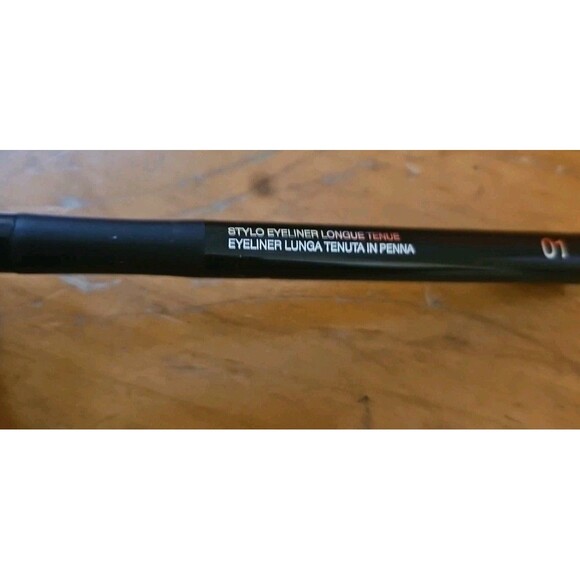 STYLO EYELINER LONGUE TENUE
EYELINER LUNGA TENUTA IN PENNA
01